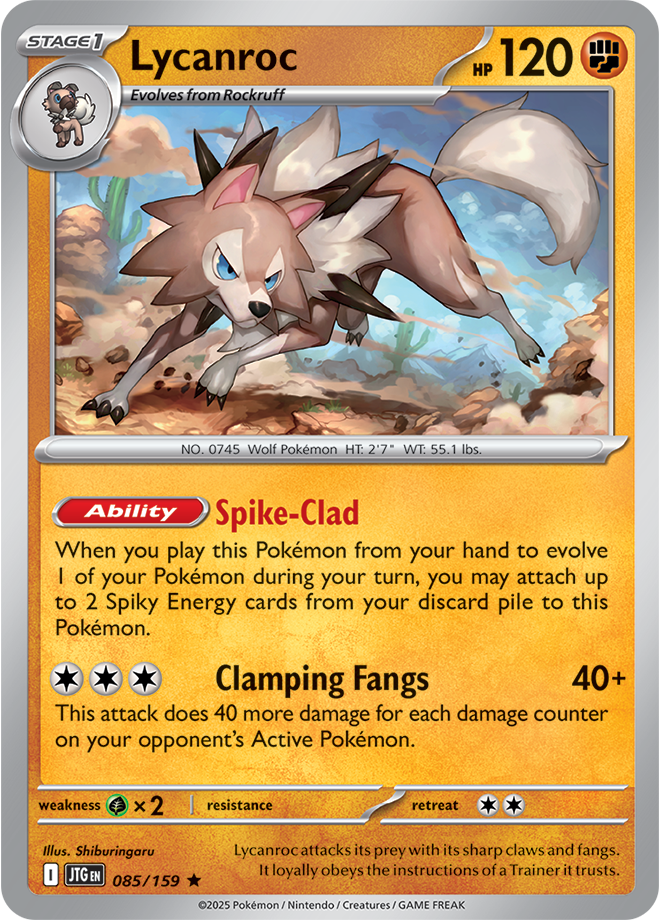 STAGE1
Lycanroc
HP 120
Evolves from Rockruff
NO. 0745 Wolf Pokémon HT: 2'7" WT: 55.1 lbs.
Ability Spike-Clad
When you play this Pokémon from your hand to evolve
1 of your Pokémon during your turn, you may attach up
to 2 Spiky Energy cards from your discard pile to this
Pokémon.
Clamping Fangs 40+
This attack does 40 more damage for each damage counter
on your opponent's Active Pokémon.
weakness ×2 resistance retreat
Illus. Shiburingaru
Lycanroc attacks its prey with its sharp claws and fangs.
It loyally obeys the instructions of a Trainer it trusts.
I JTG EN 085/159 ★
©2025 Pokémon / Nintendo / Creatures / GAME FREAK